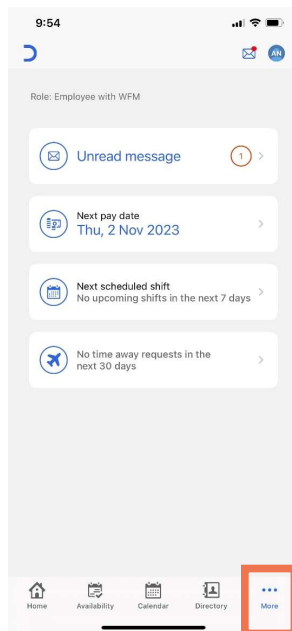 9:54
AN
Role: Employee with WFM
Unread message
1
Next pay date
Thu, 2 Nov 2023
Next scheduled shift
No upcoming shifts in the next 7 days
No time away requests in the
next 30 days
Home
Availability
Calendar
Directory
More